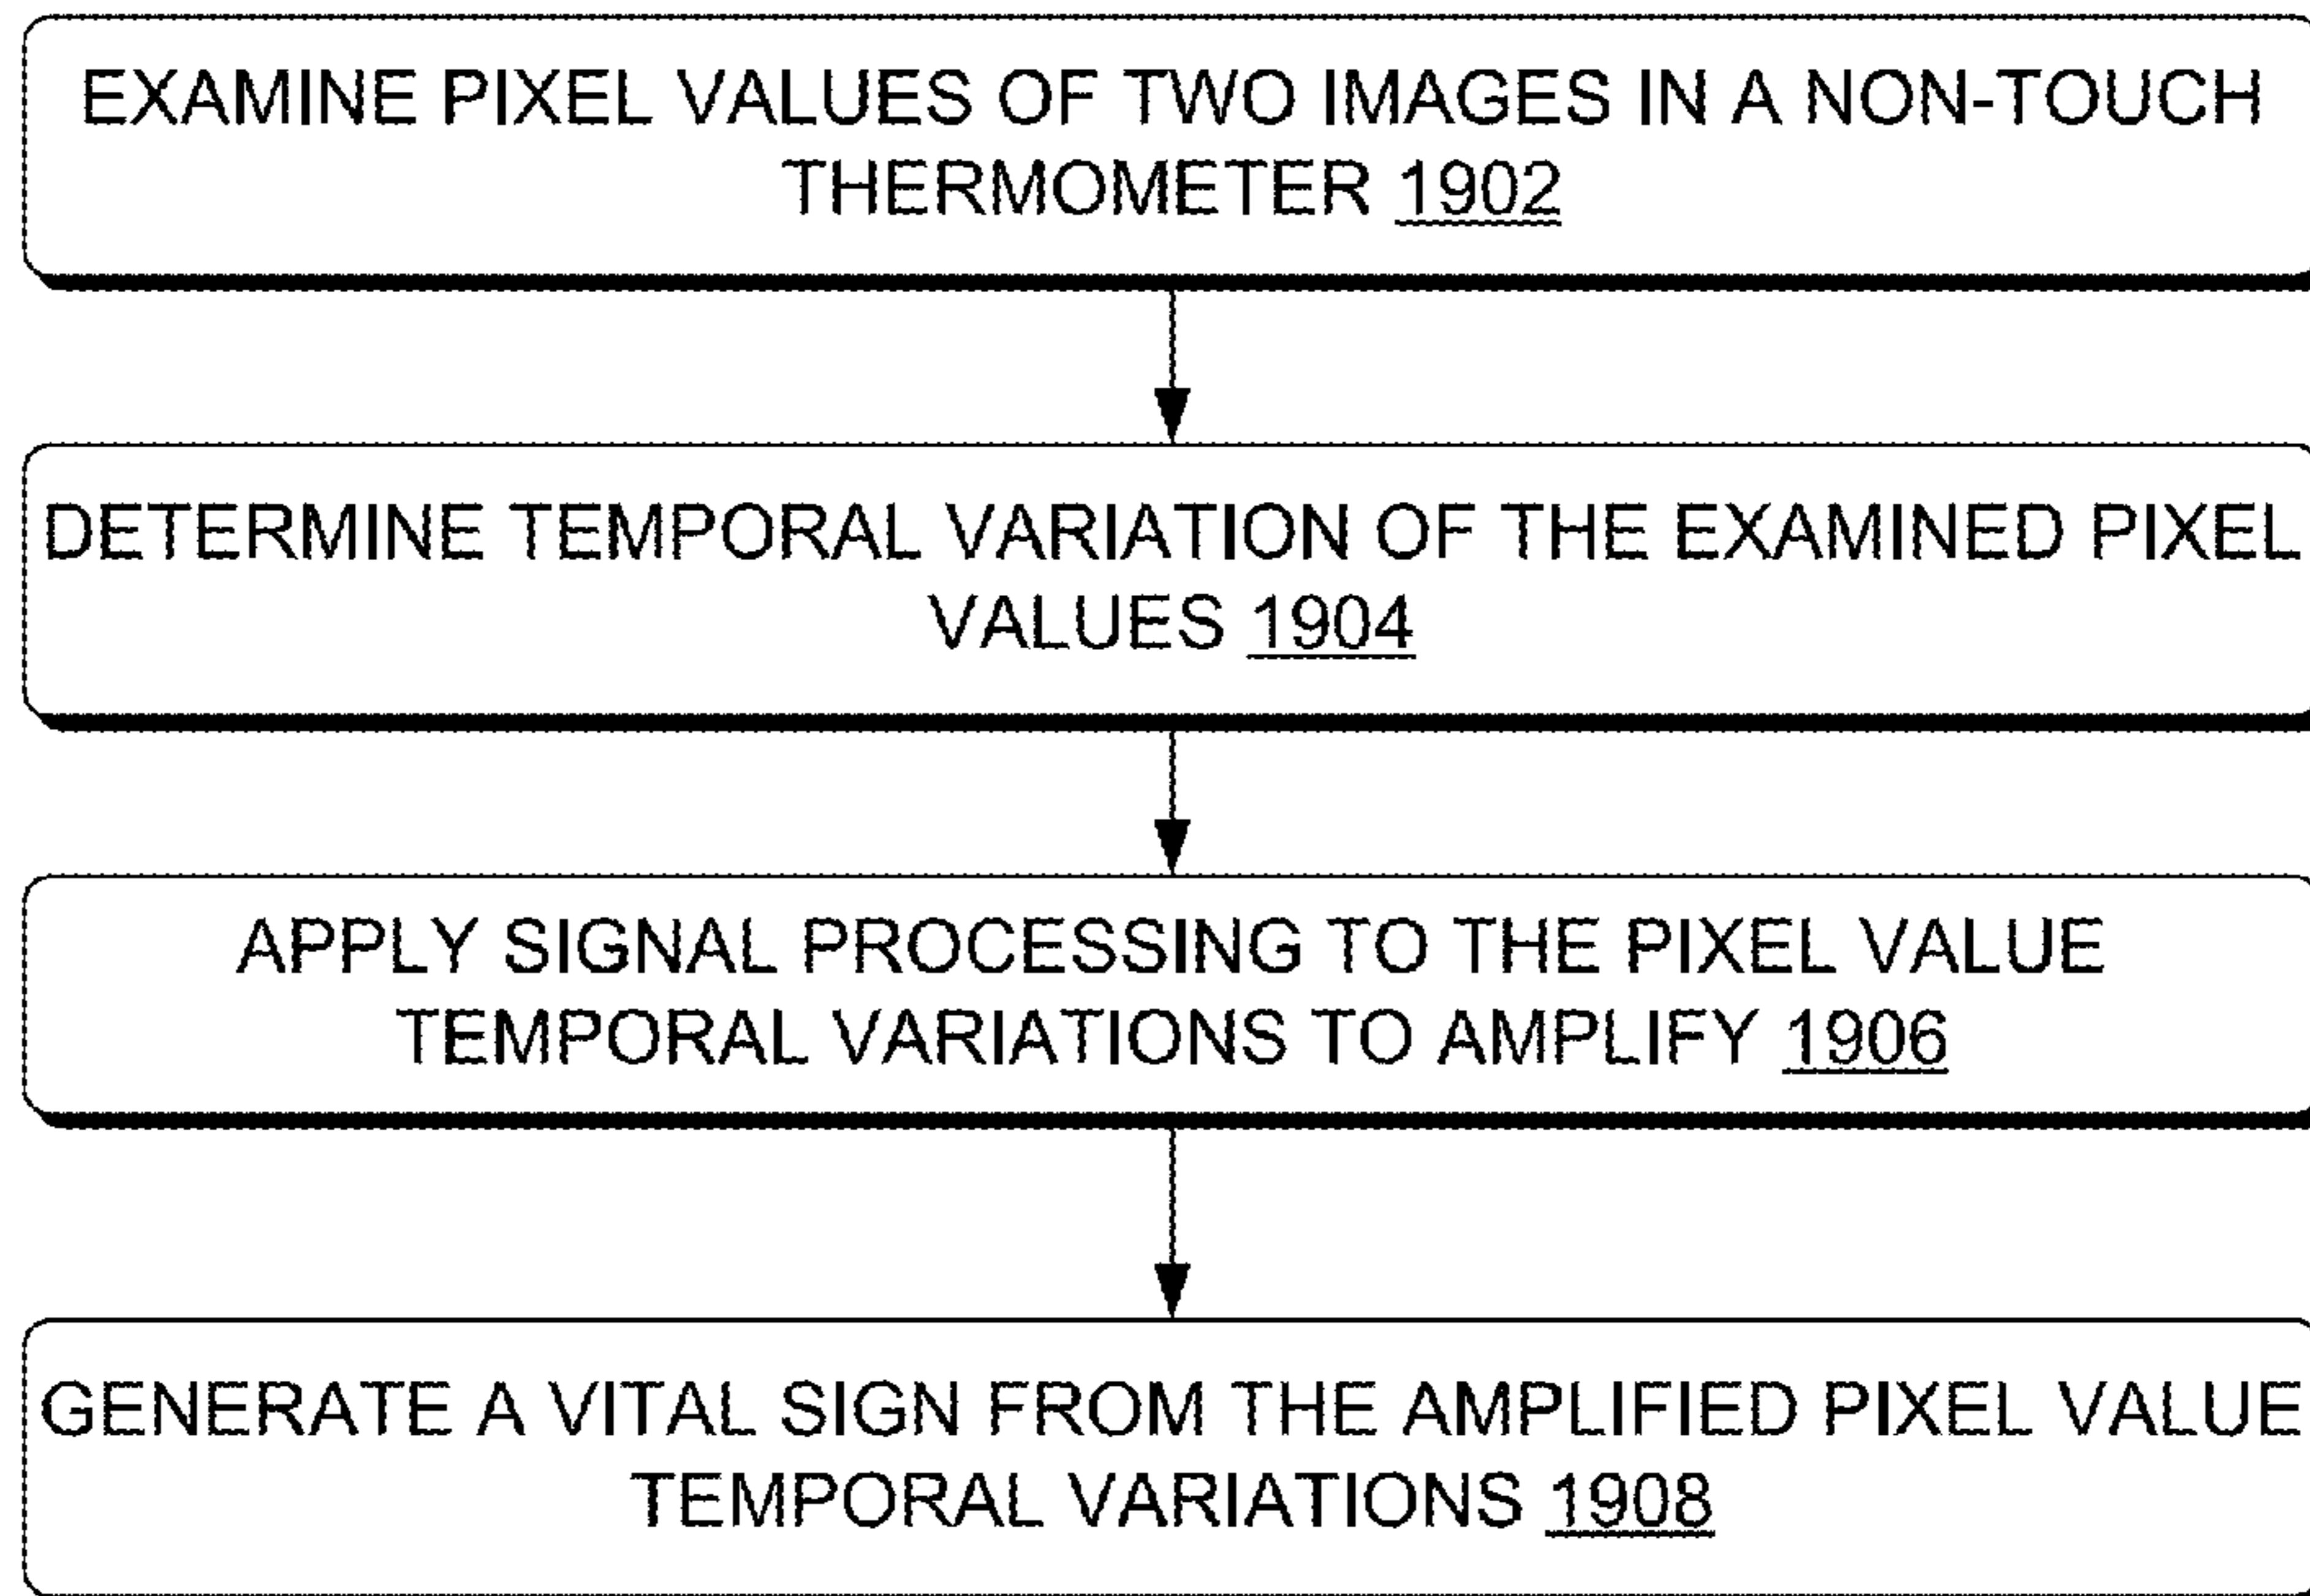 EXAMINE PIXEL VALUES OF TWO IMAGES IN A NON-TOUCH
THERMOMETER 1902
DETERMINE TEMPORAL VARIATION OF THE EXAMINED PIXEL
VALUES 1904
APPLY SIGNAL PROCESSING TO THE PIXEL VALUE
TEMPORAL VARIATIONS TO AMPLIFY 1906
GENERATE A VITAL SIGN FROM THE AMPLIFIED PIXEL VALUE
TEMPORAL VARIATIONS 1908